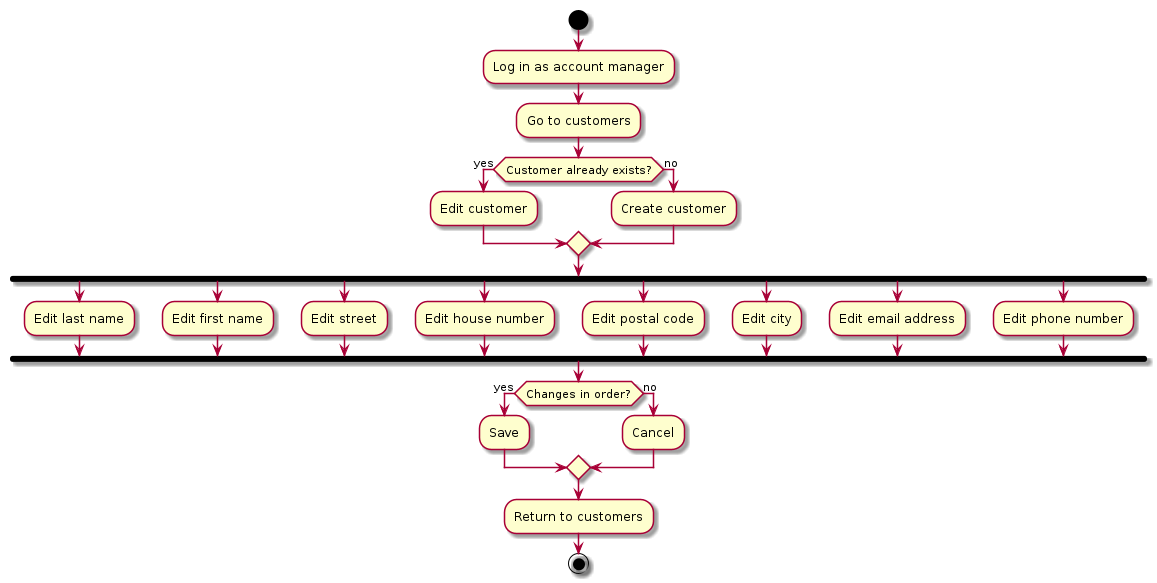 Log in as account manager
Go to customers
yes
Customer already exists?
no
Edit customer
Create customer
Edit last name
Edit first name
Edit street
Edit house number
Edit postal code
Edit city
Edit email address
Edit phone number
yes
Changes in order?
no
Save
Cancel
Return to customers